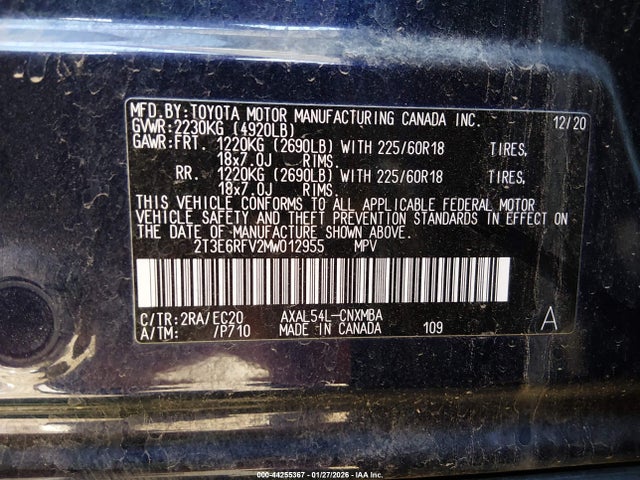 MFD.BY:TOYOTA MOTOR MANUFACTURING CANADA INC. 12/20
GVWR:2230KG (4920LB)
GAWR:FRT. 1220KG (2690LB) WITH 225/60R18 TIRES,
18x7.0J RIMS.
RR. 1220KG (2690LB) WITH 225/60R18 TIRES,
18x7.0J RIMS.
THIS VEHICLE CONFORMS TO ALL APPLICABLE FEDERAL MOTOR
VEHICLE SAFETY AND THEFT PREVENTION STANDARDS IN EFFECT ON
THE DATE OF MANUFACTURE SHOWN ABOVE.
2T3E6RFV2MW012955 MPV
C/TR:2RA/EC20 AXAL54L-CNXMBA
A/TM: /P710 MADE IN CANADA 109 A
000-44255367 - 01/27/2026 - IAA Inc.